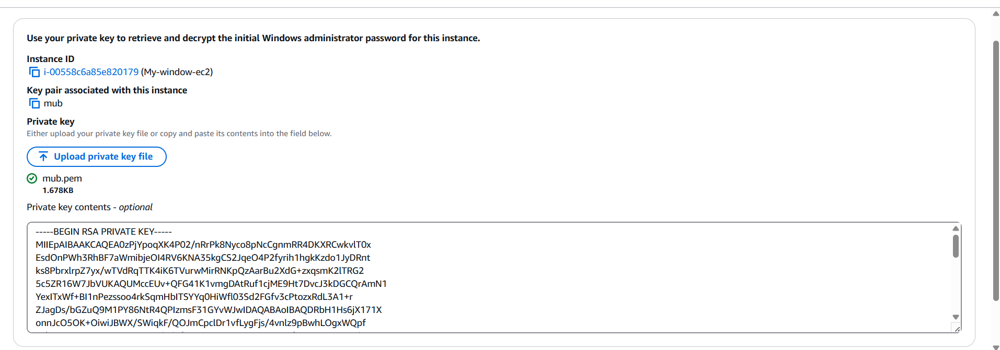 Use your private key to retrieve and decrypt the initial Windows administrator password for this instance.
Instance ID
i-00558c6a85e820179 (My-window-ec2)
Key pair associated with this instance
mub
Private key
Either upload your private key file or copy and paste its contents into the field below.
Upload private key file
mub.pem
1.678KB
Private key contents - optional
-----BEGIN RSA PRIVATE KEY-----
MIIEpAIBAAKCAQEA0zPjYpoqXK4P02/nRrPk8Nyco8pNcCgnmRR4DKXRCwkvlT0x
EsdOnPWh3RhBF7aWmibjeOI4RV6KNA35kgCS2JqeO4P2fyrih1hgkKzdo1JyDRnt
ks8PbrxlrpZ7yx/wTVdRqTTK4iK6TVurwMirRNKpQzAarBu2XdG+zxqsmK2lTRG2
5c5ZR16W7JbVUKAQUMccEUv+QFG41K1vmgDAtRuf1cjME9Ht7DvcJ3kDGCQrAmN1
YexITxWf+BI1nPezssoo4rkSqmHbITSYYq0HiWfl03Sd2FGfv3cPtozxRdL3A1+r
ZJagDs/bGZuQ9M1PY86NtR4QPIzmsF31GYvWJwIDAQABAoIBAQDRbH1Hs6jX171X
onnJcO5OK+OiwiJBWX/SWiqkF/QOJmCpclDr1vfLygFjs/4vnlz9pBwhLOgxWQpf